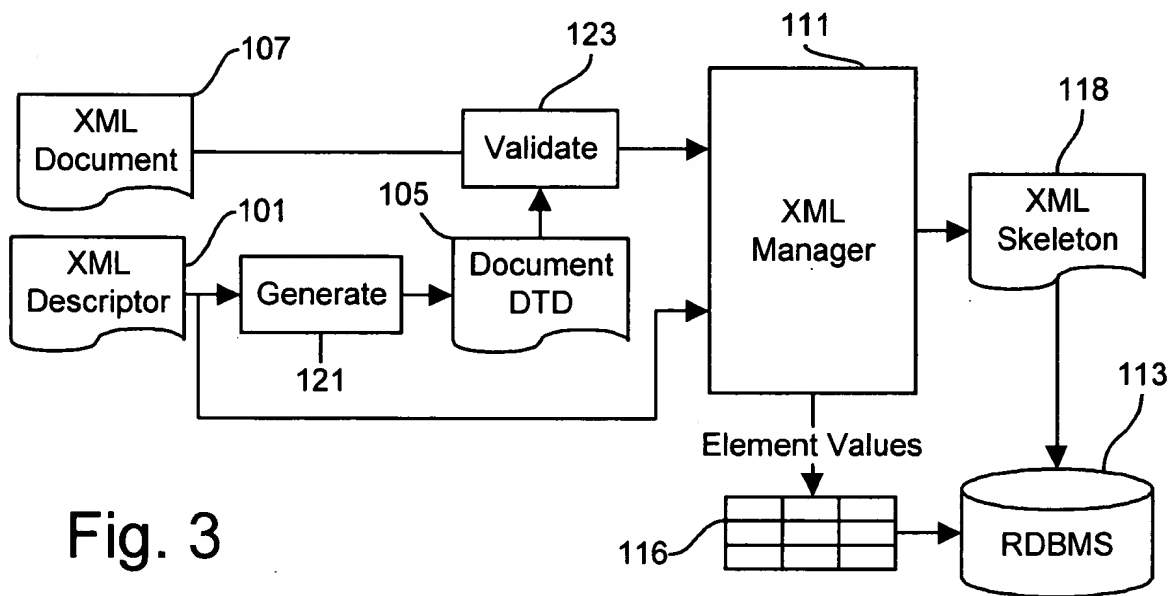 107
123
111
118
XML
Document
Validate
XML
Skeleton
XML
Manager
101
105
XML
Descriptor
Generate
Document
DTD
121
113
Element Values
116
RDBMS
Fig. 3